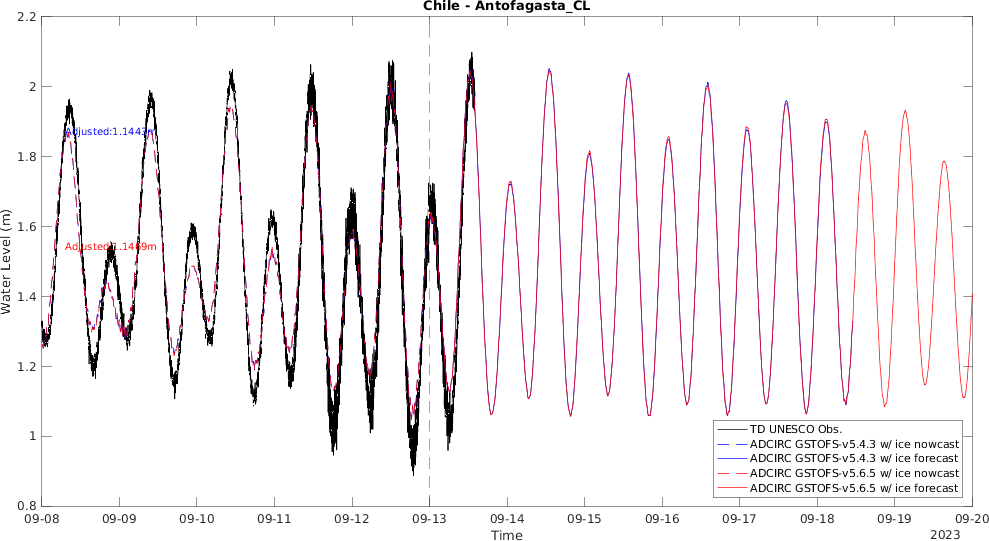 Chile - Antofagasta_CL
2.2
2
1.8
1.6
1.4
1.2
1
0.8
Water Level (m)
Adjusted:1.1443m
Adjusted:1.1469m
TD UNESCO Obs.
ADCIRC GSTOFS-v5.4.3 w/ ice nowcast
ADCIRC GSTOFS-v5.4.3 w/ ice forecast
ADCIRC GSTOFS-v5.6.5 w/ ice nowcast
ADCIRC GSTOFS-v5.6.5 w/ ice forecast
09-08 09-09 09-10 09-11 09-12 09-13 09-14 09-15 09-16 09-17 09-18 09-19 09-20
Time
2023